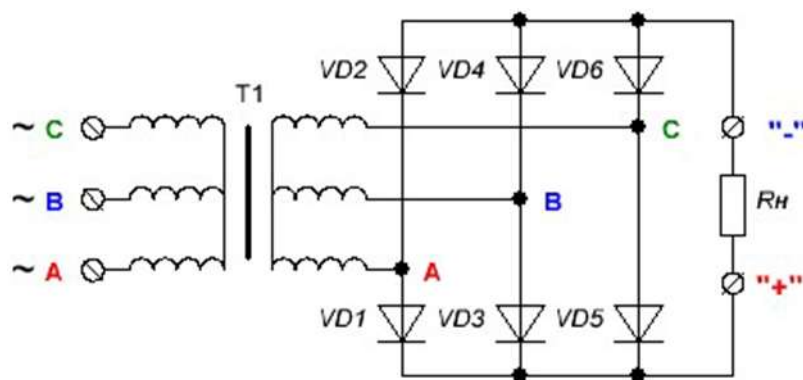 VD2 VD4 VD6
T1
~ C C "-"
~ B B Rн
~ A A "+"
VD1 VD3 VD5